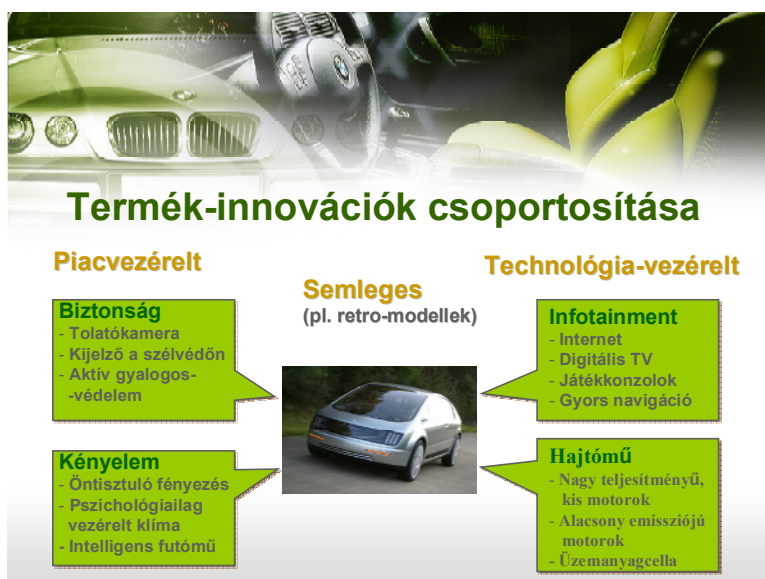 Termék-innovációk csoportosítása
Piacvezérelt
Biztonság
- Tolatókamera
- Kijelző a szélvédőn
- Aktív gyalogos-
-védelem
Kényelem
- Öntisztuló fényezés
- Pszichológiailag
vezérelt klíma
- Intelligens futómű
Semleges
(pl. retro-modellek)
Technológia-vezérelt
Infotainment
- Internet
- Digitális TV
- Játékkonzolok
- Gyors navigáció
Hajtómű
- Nagy teljesítményű,
kis motorok
- Alacsony emissziójú
motorok
- Üzemanyagcella